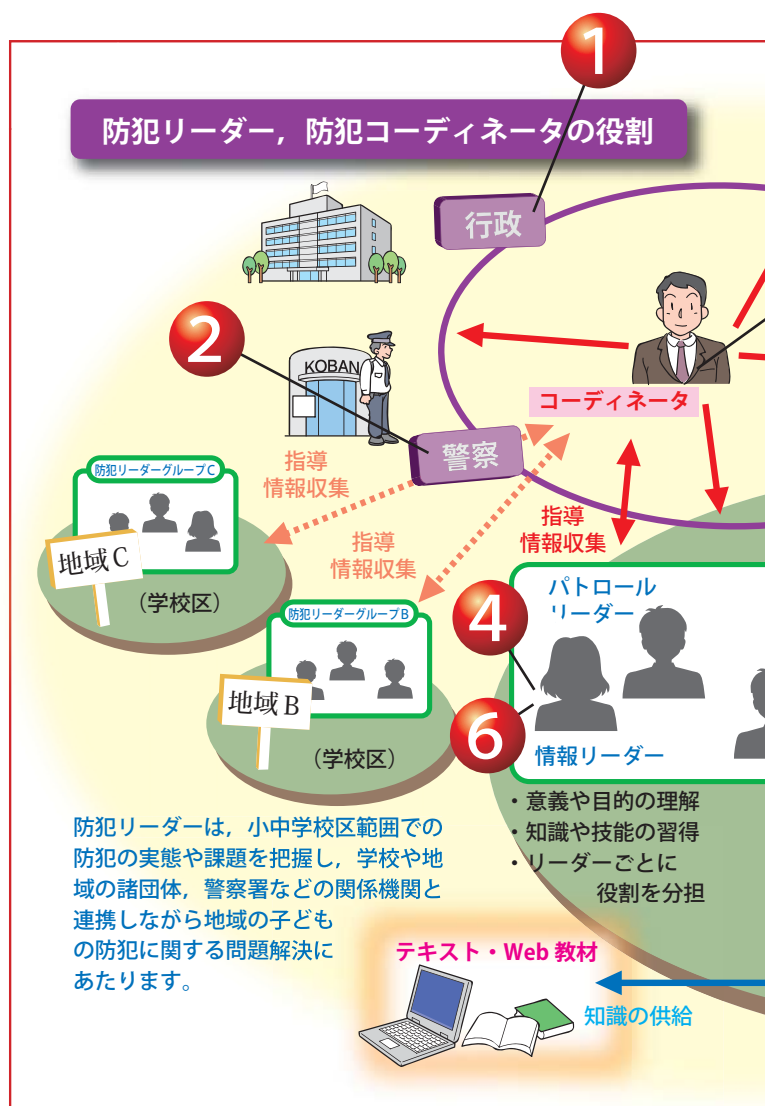 1
防犯リーダー，防犯コーディネータの役割
行政
2
KOBAN
コーディネータ
警察
指導
情報収集
防犯リーダーグループC
地域C
（学校区）
指導
情報収集
指導
情報収集
防犯リーダーグループB
地域B
（学校区）
4
パトロール
リーダー
6
情報リーダー
・意義や目的の理解
・知識や技能の習得
・リーダーごとに
役割を分担
防犯リーダーは，小中学校区範囲での
防犯の実態や課題を把握し，学校や地
域の諸団体，警察署などの関係機関と
連携しながら地域の子ども
の防犯に関する問題解決に
あたります。
テキスト・Web 教材
知識の供給